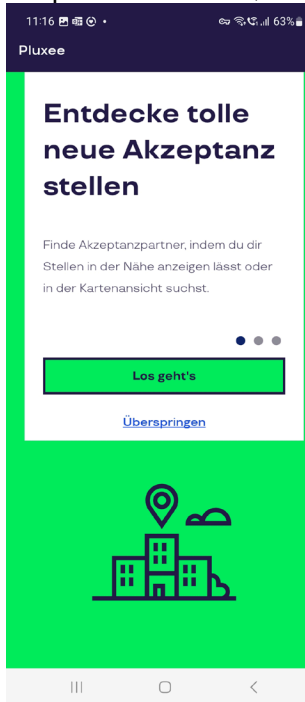 11:16 63%
Pluxee
Entdecke tolle
neue Akzeptanz
stellen
Finde Akzeptanzpartner, indem du dir
Stellen in der Nähe anzeigen lässt oder
in der Kartenansicht suchst.
Los geht's
Überspringen